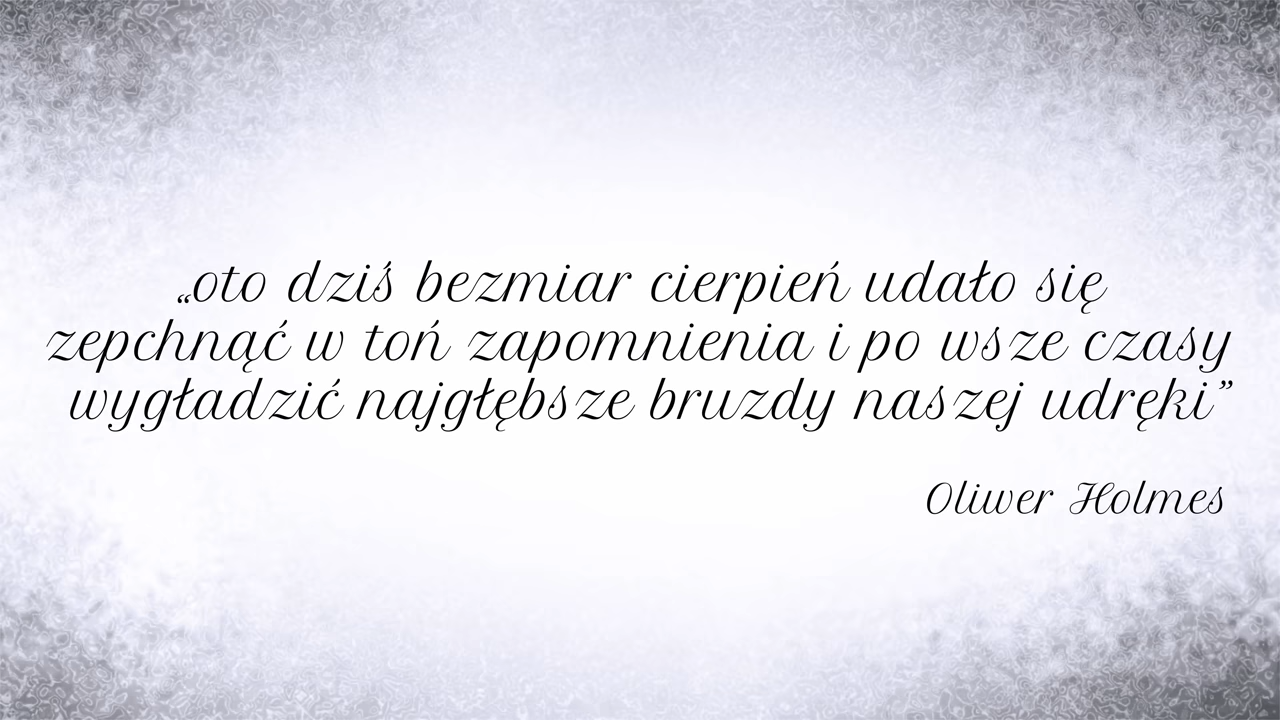 „oto dziś bezmiar cierpień udało się
zepchnąć w toń zapomnienia i po wsze czasy
wygładzić najgłębsze bruzdy naszej udręki”
Oliwer Holmes